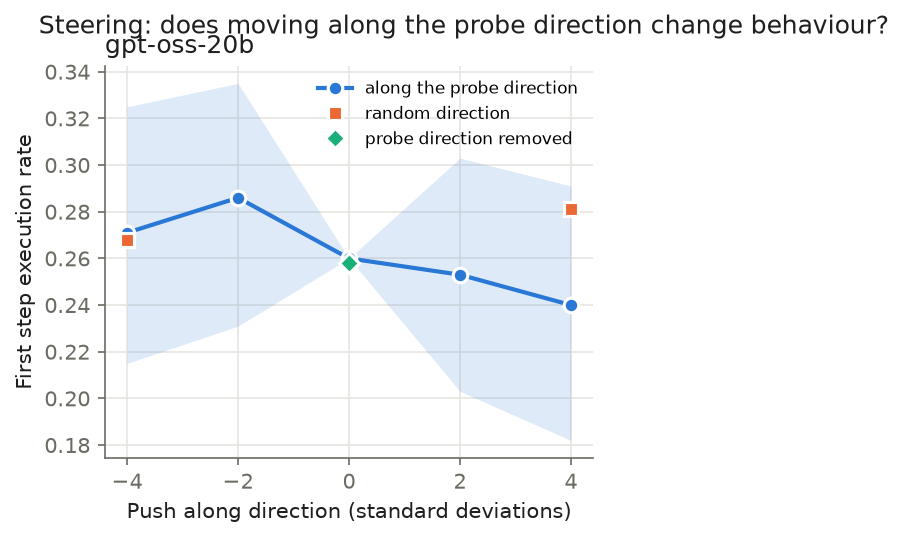 Steering: does moving along the probe direction change behaviour?
gpt-oss-20b
along the probe direction
random direction
probe direction removed
First step execution rate
0.34
0.32
0.30
0.28
0.26
0.24
0.22
0.20
0.18
−4
−2
0
2
4
Push along direction (standard deviations)